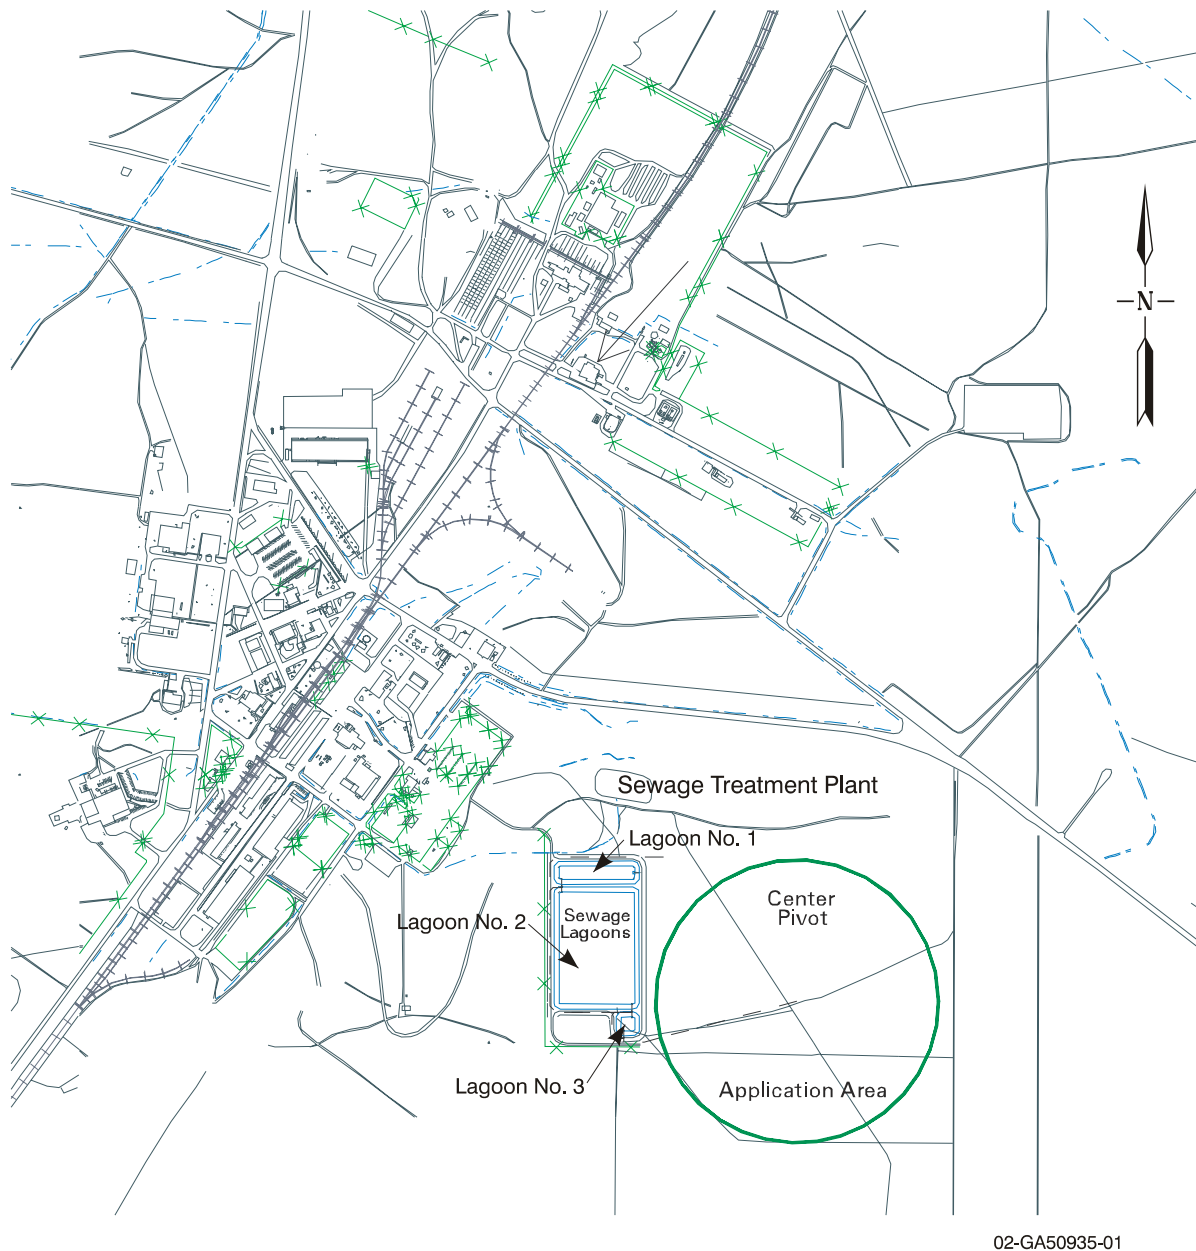 N
Sewage Treatment Plant
Lagoon No. 1
Center
Pivot
Lagoon No. 2
Sewage
Lagoons
Lagoon No. 3
Application Area
02-GA50935-01